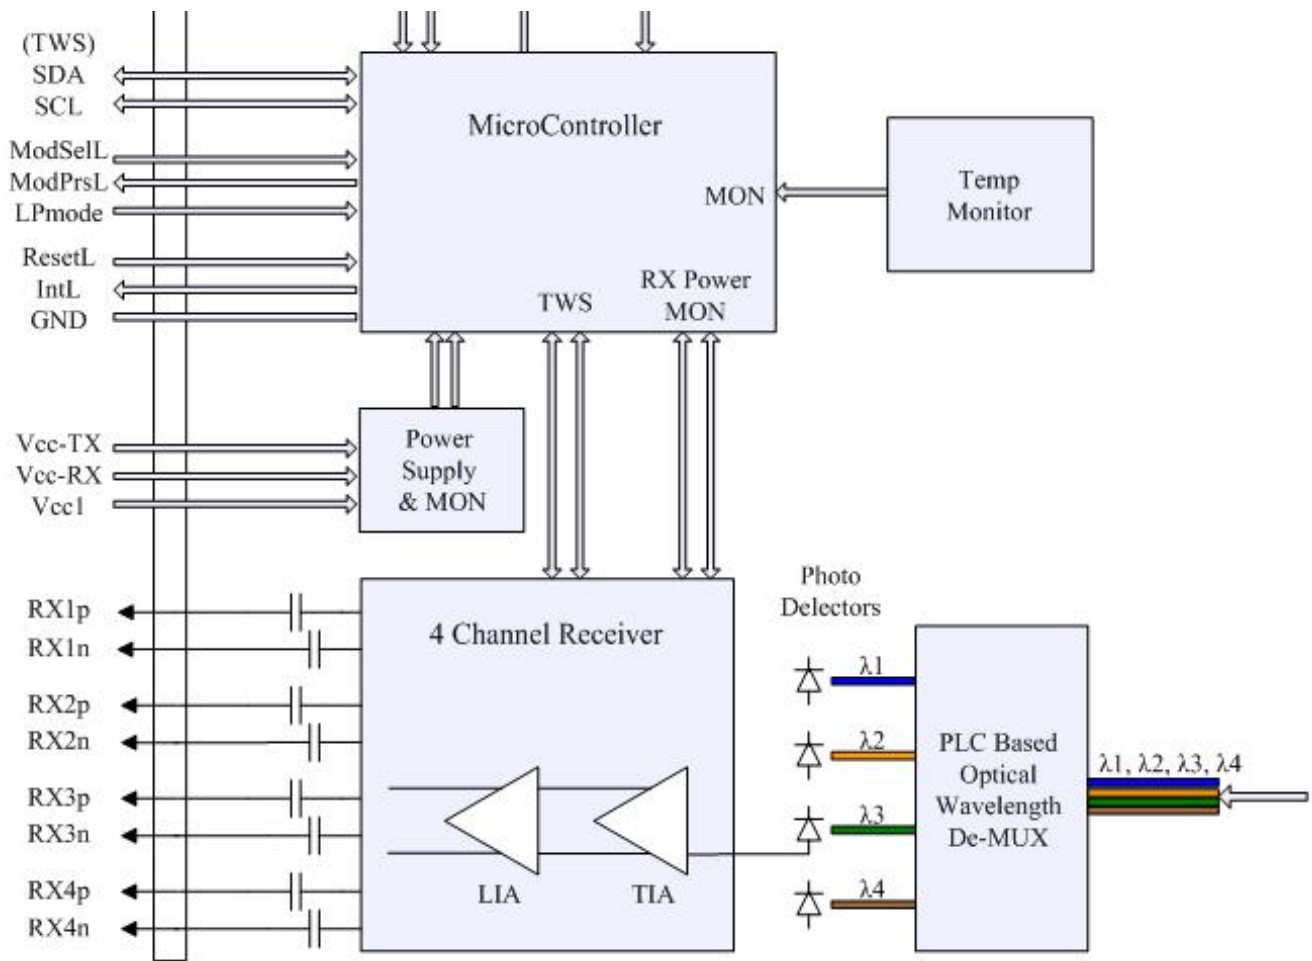 (TWS)
SDA
SCL
ModSelL
ModPrsL
LPmode
ResetL
IntL
GND
MicroController
MON
TWS
RX Power
MON
Temp
Monitor
Vcc-TX
Vcc-RX
Vcc1
Power
Supply
& MON
RX1p
RX1n
RX2p
RX2n
RX3p
RX3n
RX4p
RX4n
4 Channel Receiver
LIA
TIA
Photo
Delectors
λ1
λ2
λ3
λ4
PLC Based
Optical
Wavelength
De-MUX
λ1, λ2, λ3, λ4